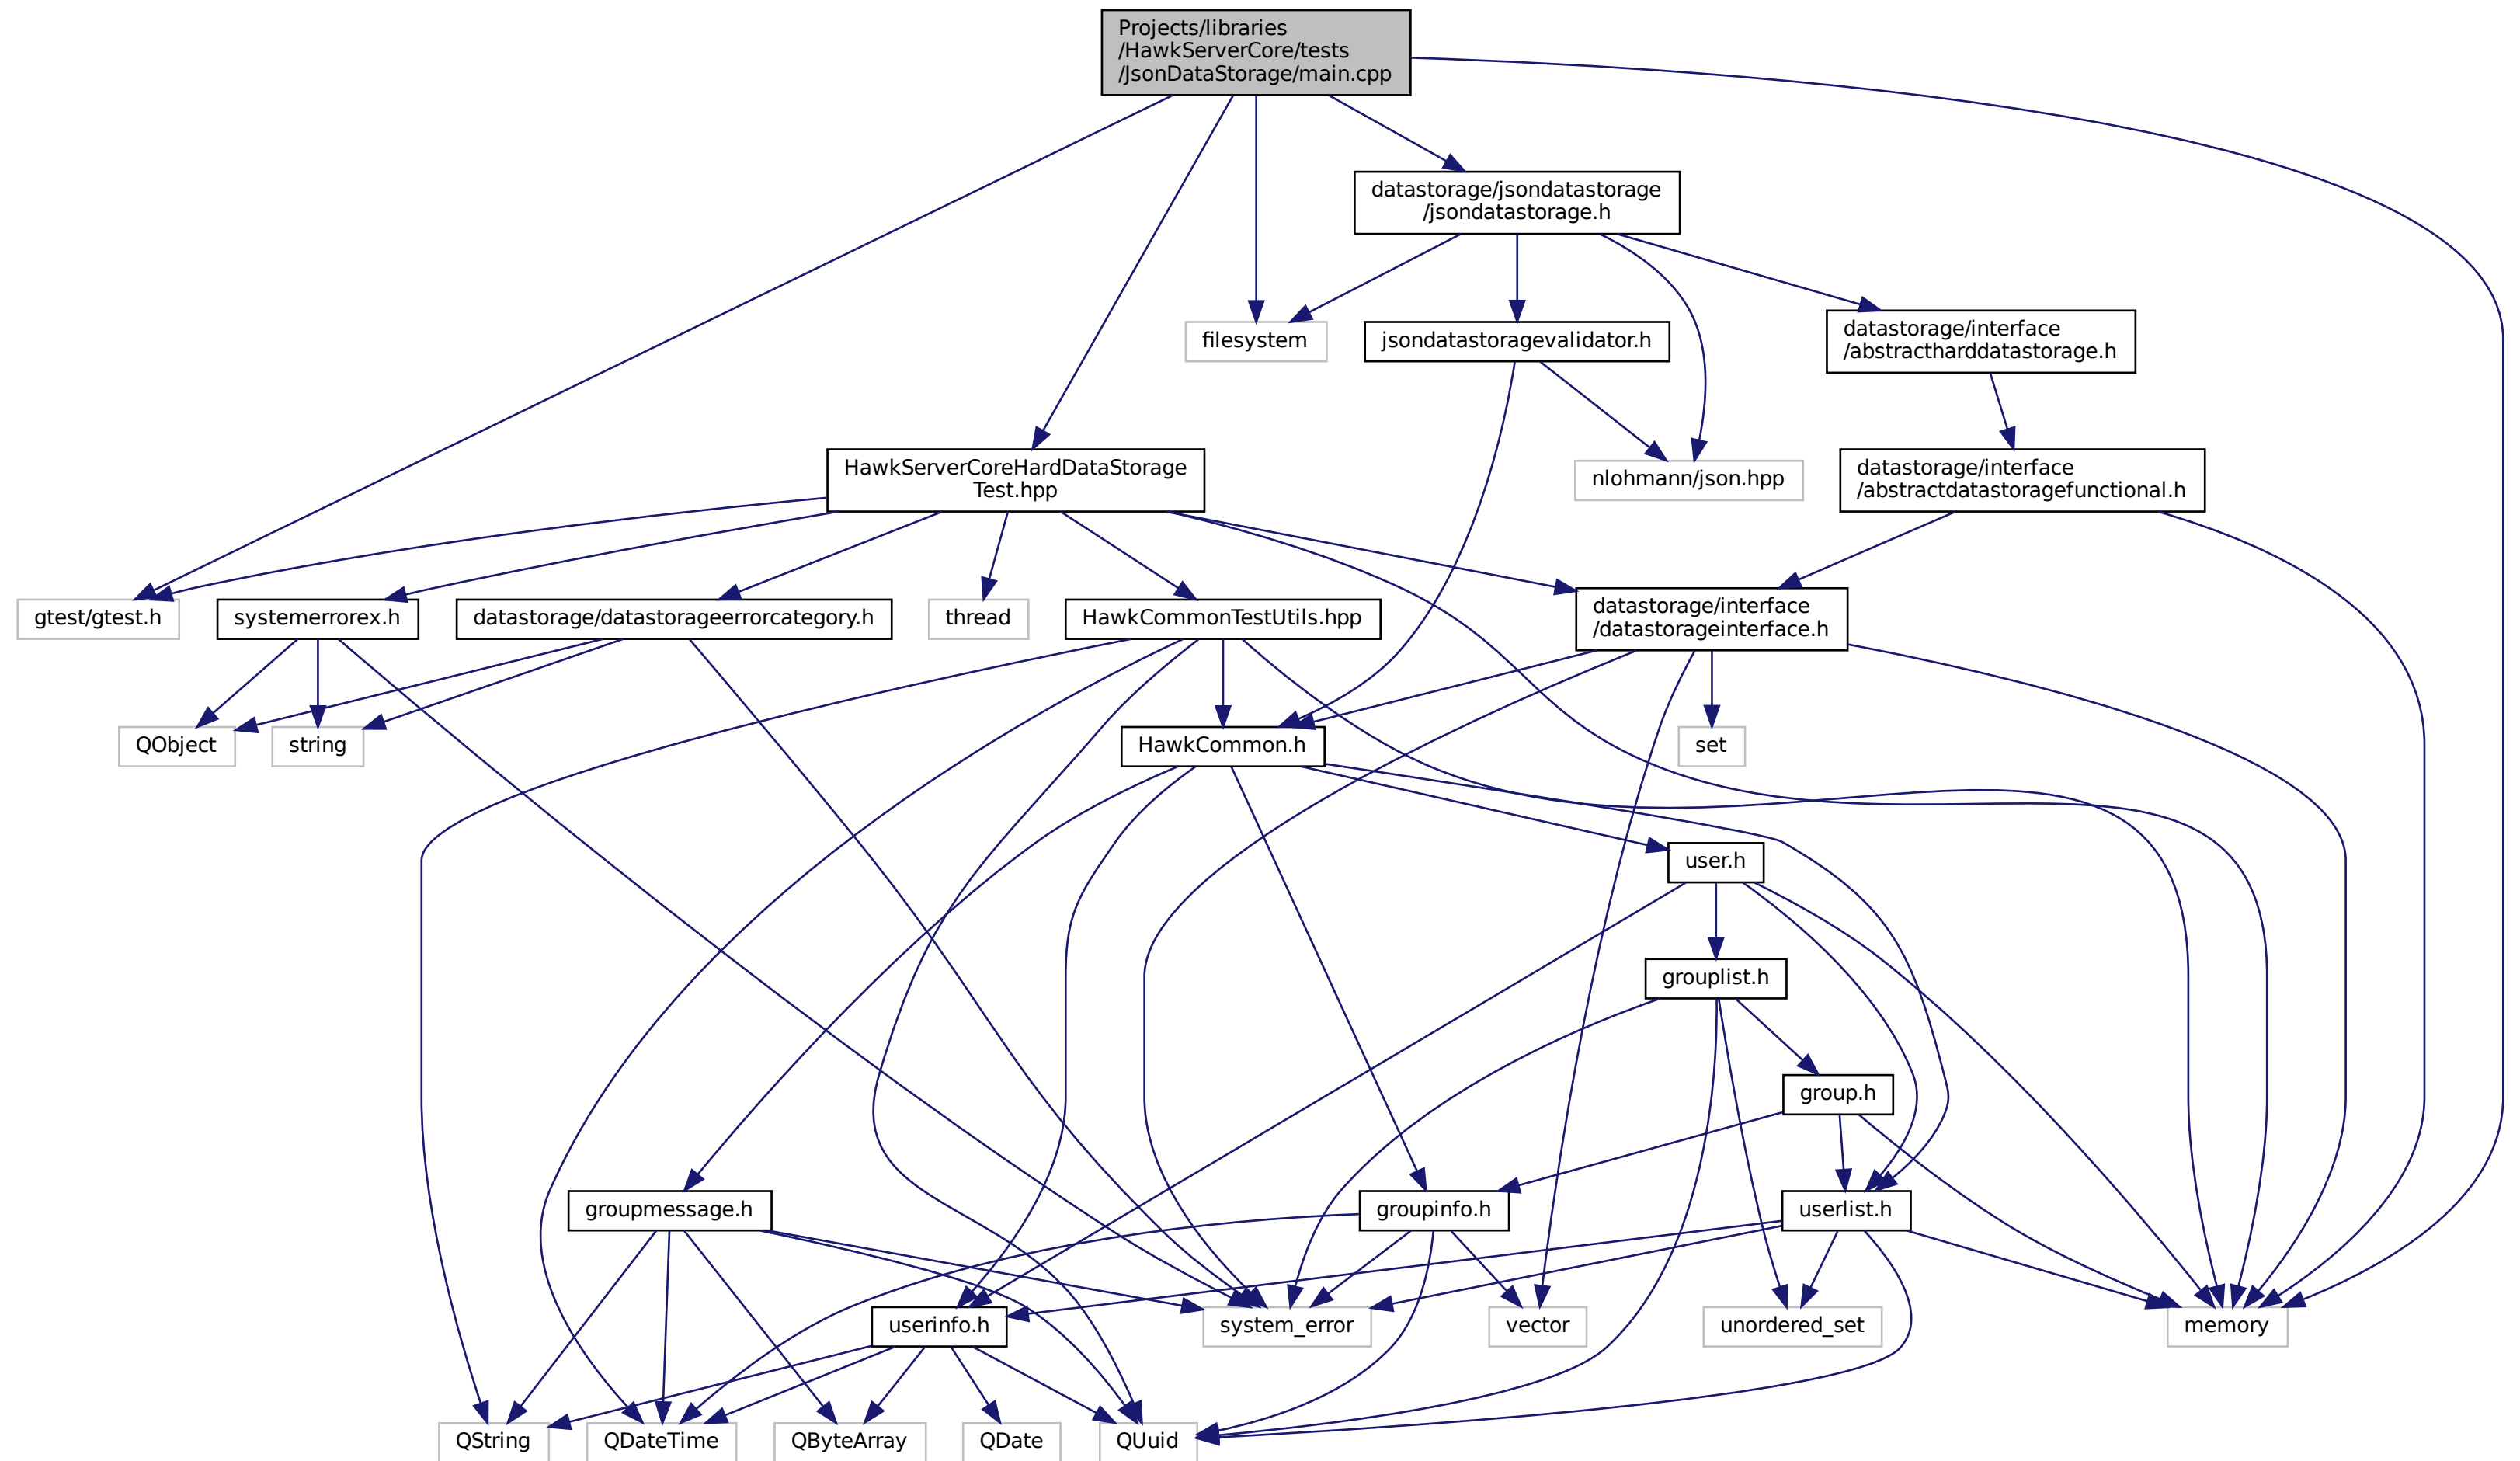 Projects/libraries
/HawkServerCore/tests
/JsonDataStorage/main.cpp
datastorage/jsondatastorage
/jsondatastorage.h
filesystem
jsondatastoragevalidator.h
datastorage/interface
/abstractharddatastorage.h
HawkServerCoreHardDataStorage
Test.hpp
nlohmann/json.hpp
datastorage/interface
/abstractdatastoragefunctional.h
gtest/gtest.h
systemerrorex.h
datastorage/datastorageerrorcategory.h
thread
HawkCommonTestUtils.hpp
datastorage/interface
/datastorageinterface.h
QObject
string
HawkCommon.h
set
user.h
grouplist.h
group.h
groupmessage.h
groupinfo.h
userlist.h
userinfo.h
system_error
vector
unordered_set
memory
QString
QDateTime
QByteArray
QDate
QUuid